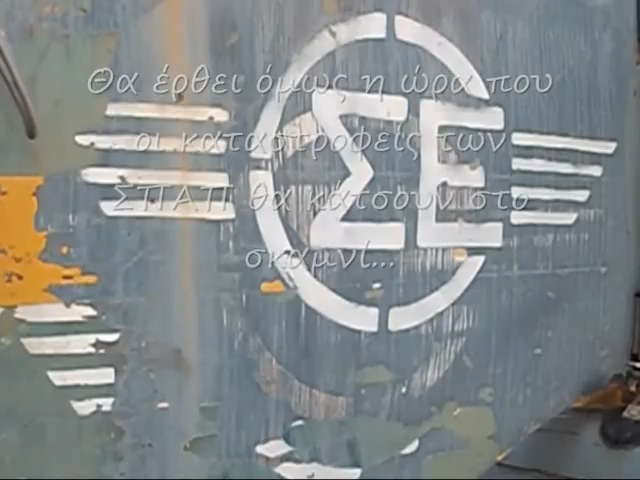 Θα έρθει όμως η ώρα που
οι καταστροφείς των
ΣΠΑΠ θα κάτσουν στο
σκαμνί...
ΣΕ